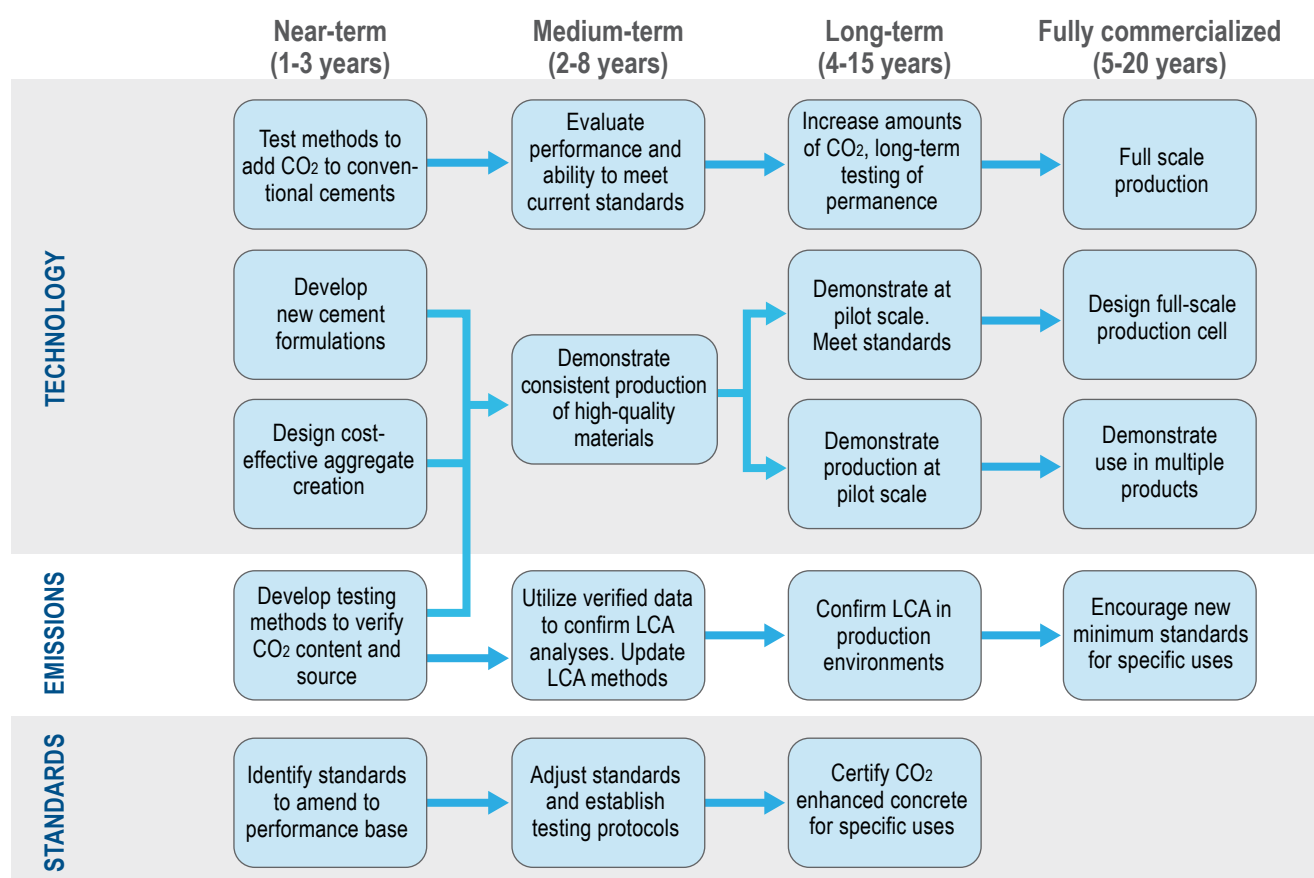 Near-term
(1-3 years)
Medium-term
(2-8 years)
Long-term
(4-15 years)
Fully commercialized
(5-20 years)
TECHNOLOGY
Test methods to
add CO2 to conven-
tional cements
Evaluate
performance and
ability to meet
current standards
Increase amounts
of CO2, long-term
testing of
permanence
Full scale
production
Develop
new cement
formulations
Design cost-
effective aggregate
creation
Demonstrate
consistent production
of high-quality
materials
Demonstrate at
pilot scale.
Meet standards
Design full-scale
production cell
Demonstrate
production at
pilot scale
Demonstrate
use in multiple
products
EMISSIONS
Develop testing
methods to verify
CO2 content and
source
Utilize verified data
to confirm LCA
analyses. Update
LCA methods
Confirm LCA in
production
environments
Encourage new
minimum standards
for specific uses
STANDARDS
Identify standards
to amend to
performance base
Adjust standards
and establish
testing protocols
Certify CO2
enhanced concrete
for specific uses